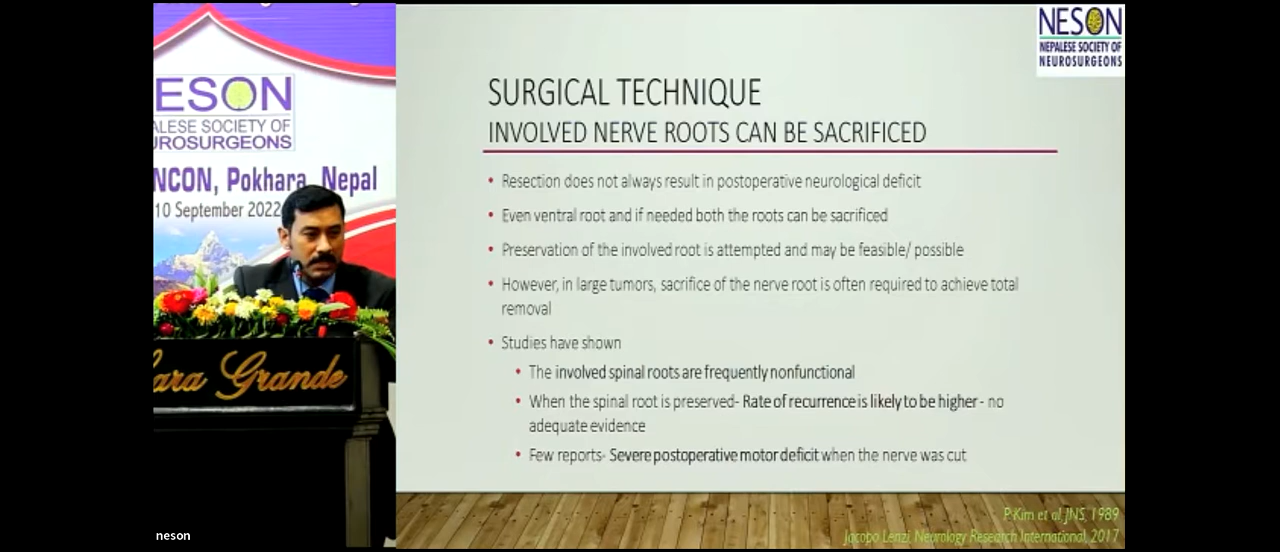 NESON
NEPALESE SOCIETY OF
NEUROSURGEONS
ESON
ALESE SOCIETY OF
UROSURGEONS
NCON, Pokhara, Nepal
10 September 2022
ara Grande
neson
SURGICAL TECHNIQUE
INVOLVED NERVE ROOTS CAN BE SACRIFICED
• Resection does not always result in postoperative neurological deficit
• Even ventral root and if needed both the roots can be sacrificed
• Preservation of the involved root is attempted and may be feasible/ possible
• However, in large tumors, sacrifice of the nerve root is often required to achieve total
removal
• Studies have shown
• The involved spinal roots are frequently nonfunctional
• When the spinal root is preserved- Rate of recurrence is likely to be higher - no
adequate evidence
• Few reports- Severe postoperative motor deficit when the nerve was cut
P.Kim et al, JNS, 1989
Jacopo Lenzi, Neurology Research International, 2017